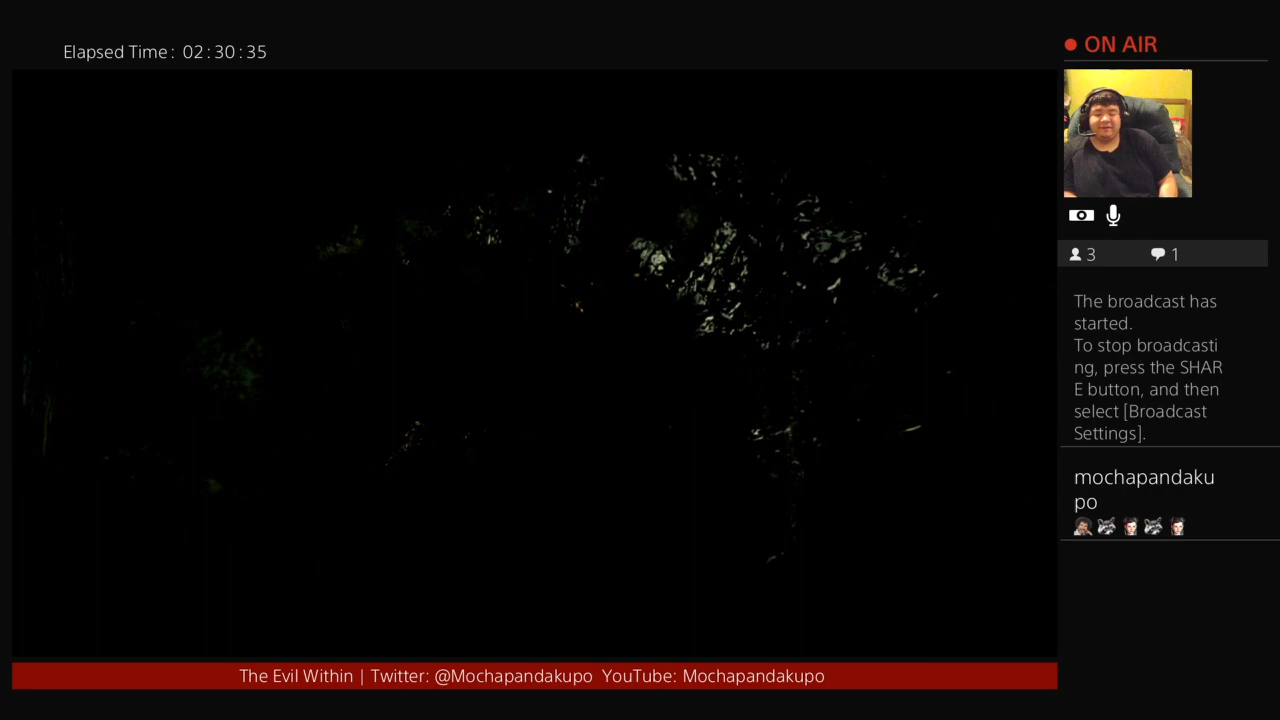 Elapsed Time: 02:30:35
ON AIR
3
1
The broadcast has
started.
To stop broadcasti
ng, press the SHAR
E button, and then
select [Broadcast
Settings].
mochapandaku
po
The Evil Within | Twitter: @Mochapandakupo  YouTube: Mochapandakupo